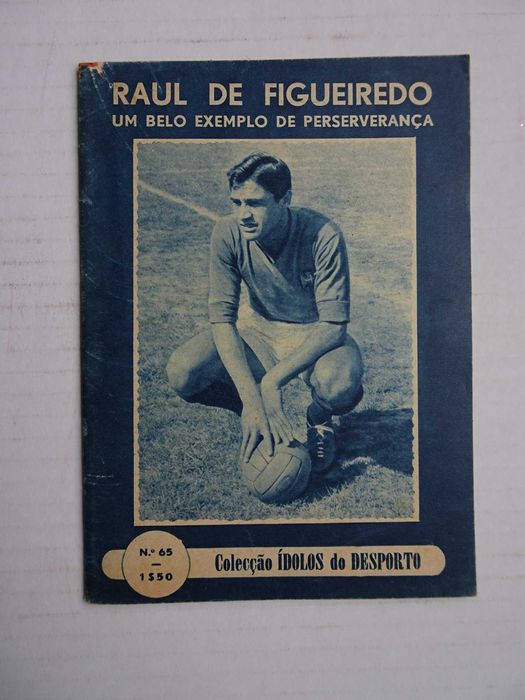 RAUL DE FIGUEIREDO
UM BELO EXEMPLO DE PERSERVERANÇA
N.º 65
1$50
Colecção ÍDOLOS do DESPORTO